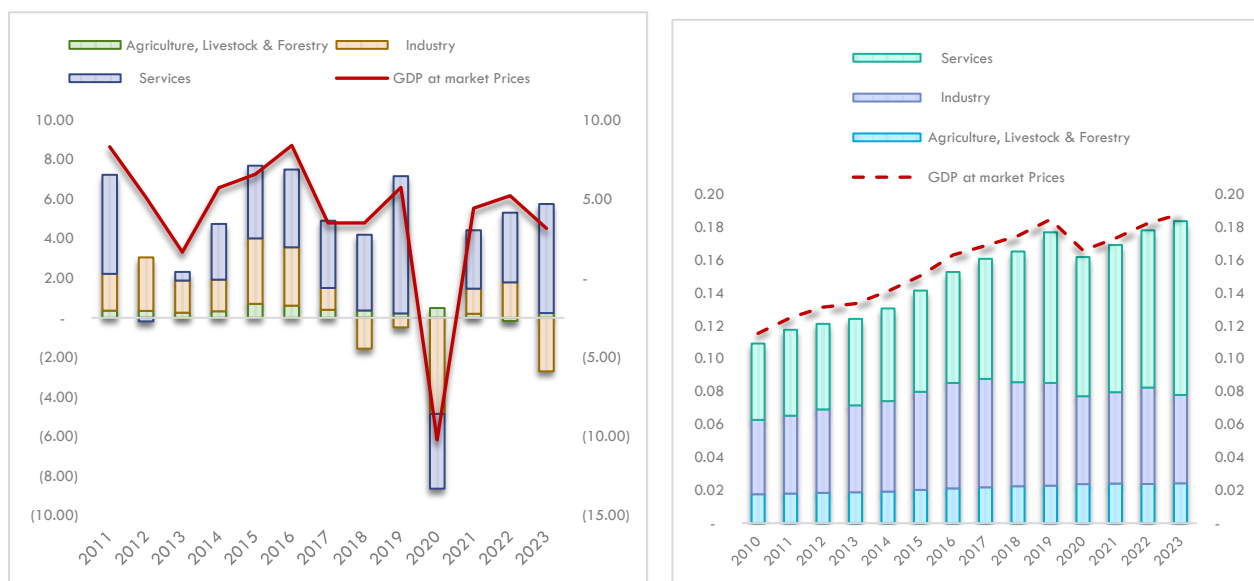 Agriculture, Livestock & Forestry Industry
Services GDP at market Prices
10.00 10.00
8.00
6.00 5.00
4.00
2.00 -
-
(2.00) (5.00)
(4.00)
(6.00) (10.00)
(8.00)
(10.00) (15.00)
2011 2012 2013 2014 2015 2016 2017 2018 2019 2020 2021 2022 2023
Services
Industry
Agriculture, Livestock & Forestry
GDP at market Prices
0.20 0.20
0.18 0.18
0.16 0.16
0.14 0.14
0.12 0.12
0.10 0.10
0.08 0.08
0.06 0.06
0.04 0.04
0.02 0.02
- -
2010 2011 2012 2013 2014 2015 2016 2017 2018 2019 2020 2021 2022 2023